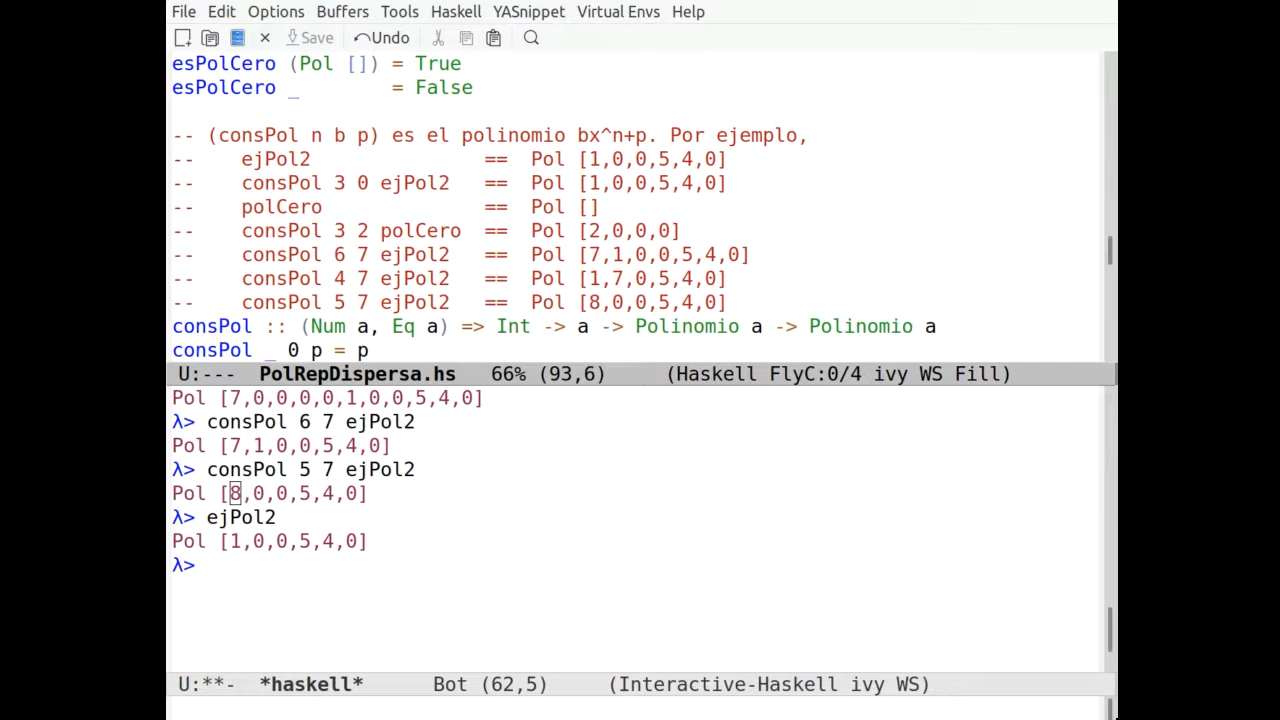 File Edit Options Buffers Tools Haskell YASnippet Virtual Envs Help
Save Undo
esPolCero (Pol []) = True
esPolCero _        = False
-- (consPol n b p) es el polinomio bx^n+p. Por ejemplo,
--    ejPol2               ==  Pol [1,0,0,5,4,0]
--    consPol 3 0 ejPol2   ==  Pol [1,0,0,5,4,0]
--    polCero              ==  Pol []
--    consPol 3 2 polCero  ==  Pol [2,0,0,0]
--    consPol 6 7 ejPol2   ==  Pol [7,1,0,0,5,4,0]
--    consPol 4 7 ejPol2   ==  Pol [1,7,0,5,4,0]
--    consPol 5 7 ejPol2   ==  Pol [8,0,0,5,4,0]
consPol :: (Num a, Eq a) => Int -> a -> Polinomio a -> Polinomio a
consPol _ 0 p = p
U:--- PolRepDispersa.hs 66% (93,6) (Haskell FlyC:0/4 ivy WS Fill)
Pol [7,0,0,0,0,1,0,0,5,4,0]
λ> consPol 6 7 ejPol2
Pol [7,1,0,0,5,4,0]
λ> consPol 5 7 ejPol2
Pol [8,0,0,5,4,0]
λ> ejPol2
Pol [1,0,0,5,4,0]
λ>
U:**- *haskell* Bot (62,5) (Interactive-Haskell ivy WS)